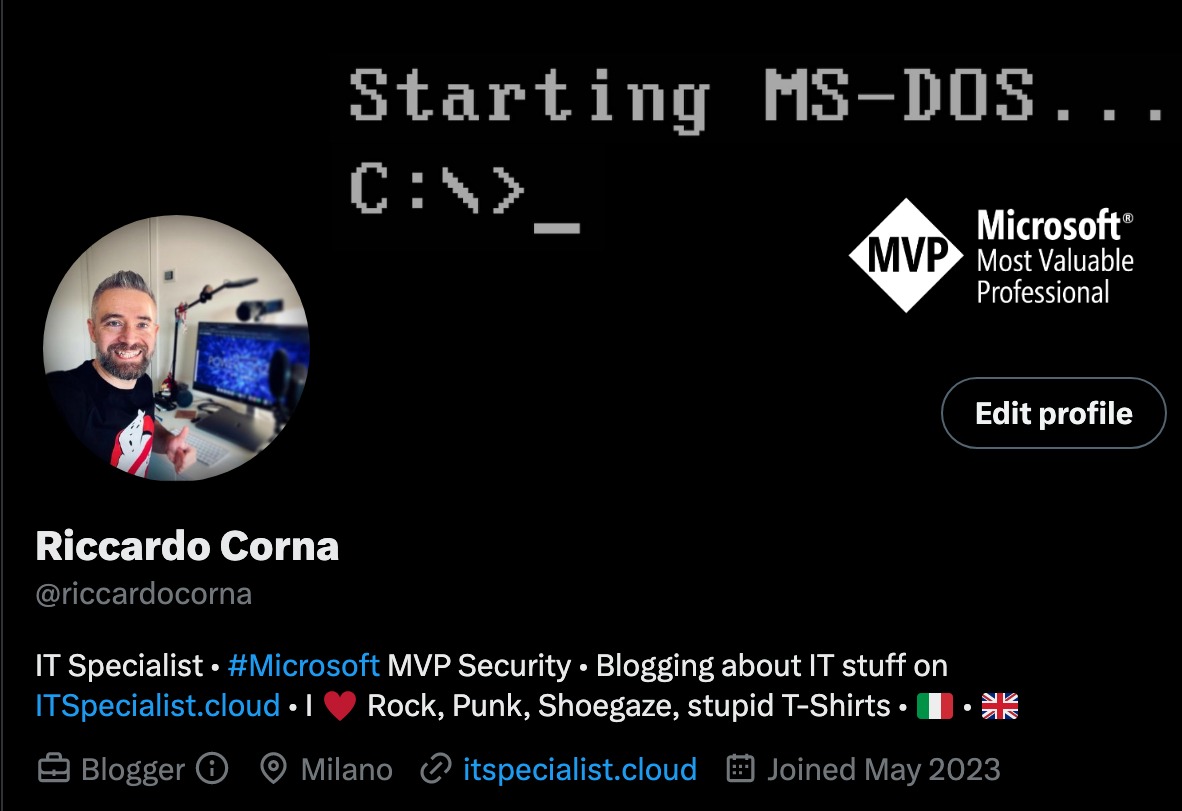 Starting MS-DOS...
C:\>_
MVP
Microsoft®
Most Valuable
Professional
Edit profile
Riccardo Corna
@riccardocorna
IT Specialist • #Microsoft MVP Security • Blogging about IT stuff on
ITSpecialist.cloud • I ❤️ Rock, Punk, Shoegaze, stupid T-Shirts • 🇮🇹 • 🇬🇧
Blogger Milano itspecialist.cloud Joined May 2023